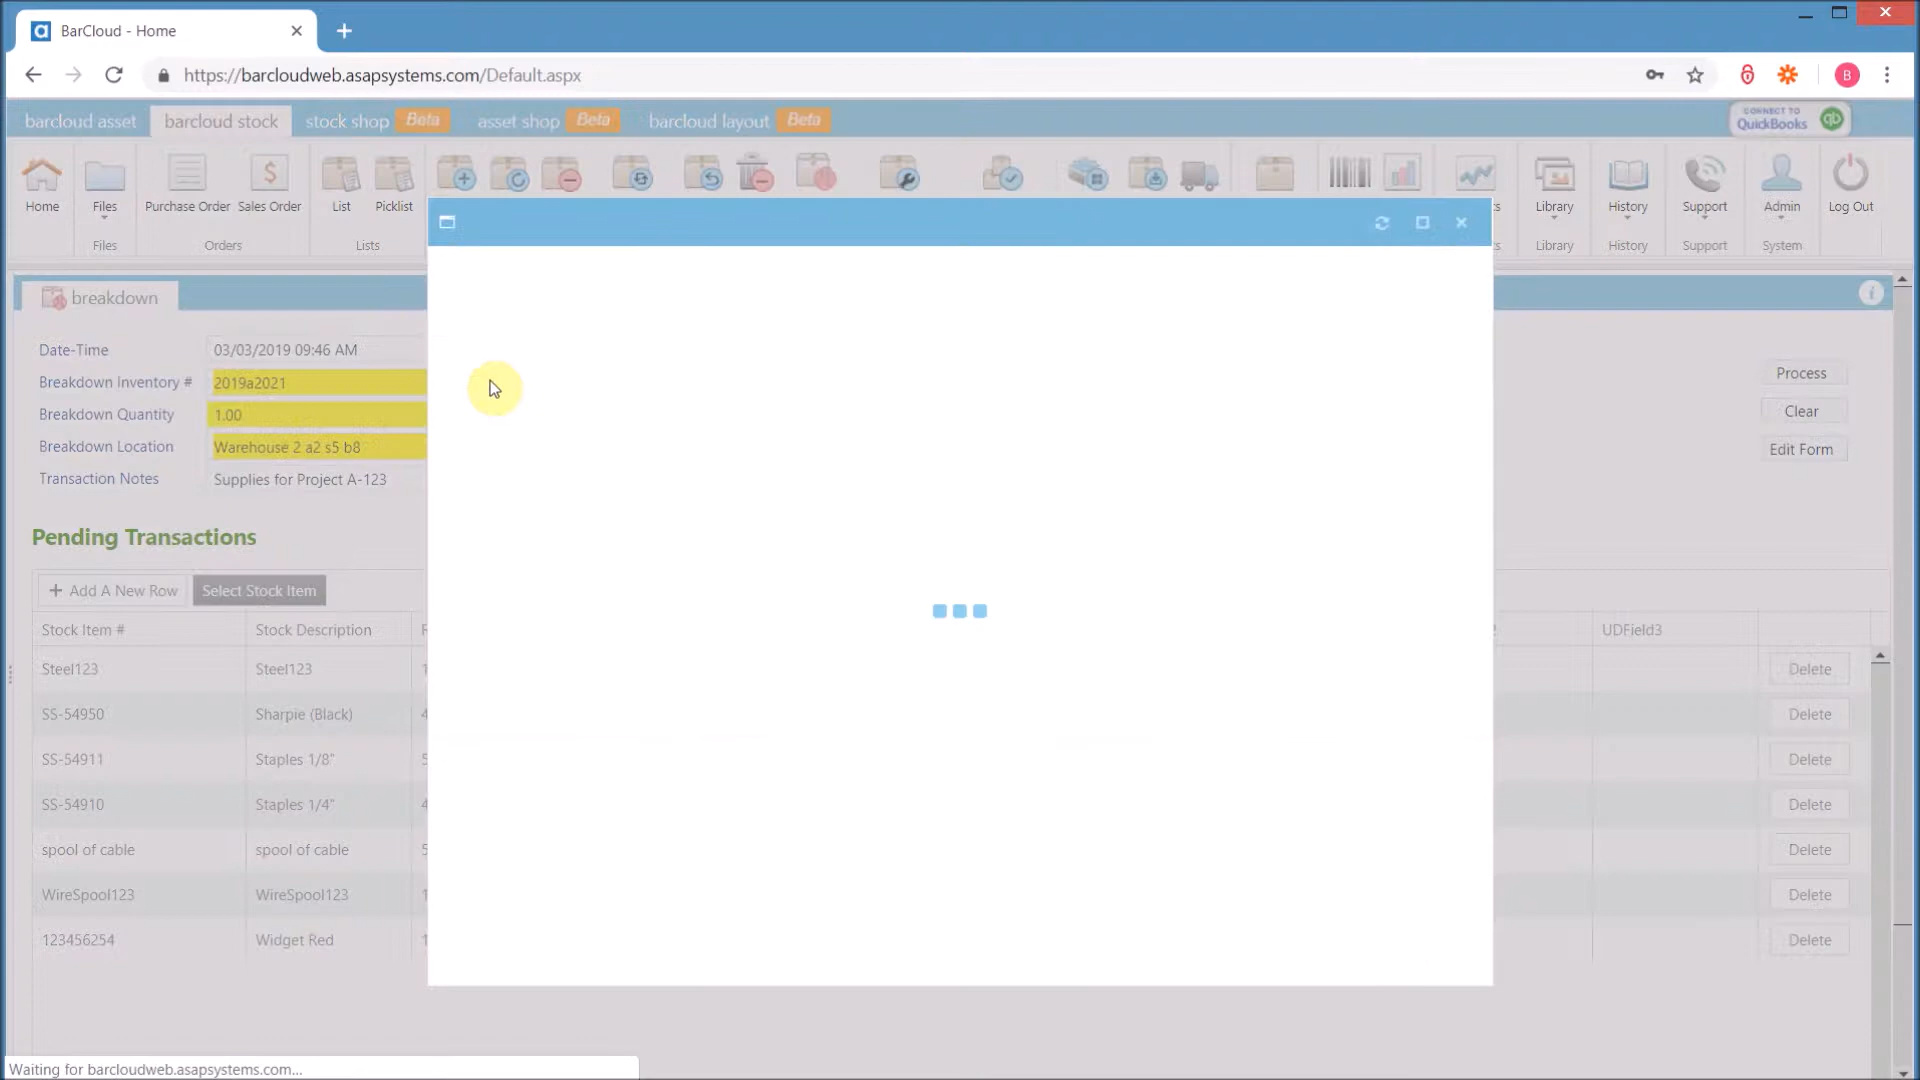 BarCloud - Home
https://barcloudweb.asapsystems.com/Default.aspx
B
barcloud asset
barcloud stock
stock shop Beta
asset shop Beta
barcloud layout Beta
CONNECT TO
QuickBooks qb
Home
Files
Purchase Order
Sales Order
List
Picklist
Library
History
Support
Admin
Log Out
Files
Orders
Lists
Library
History
Support
System
breakdown
Date-Time 03/03/2019 09:46 AM
Breakdown Inventory # 2019a2021
Breakdown Quantity 1.00
Breakdown Location Warehouse 2 a2 s5 b8
Transaction Notes Supplies for Project A-123
Process
Clear
Edit Form
Pending Transactions
+ Add A New Row Select Stock Item
Stock Item # Stock Description UDField3
Steel123 Steel123 Delete
SS-54950 Sharpie (Black) Delete
SS-54911 Staples 1/8" Delete
SS-54910 Staples 1/4" Delete
spool of cable spool of cable Delete
WireSpool123 WireSpool123 Delete
123456254 Widget Red Delete
Waiting for barcloudweb.asapsystems.com...